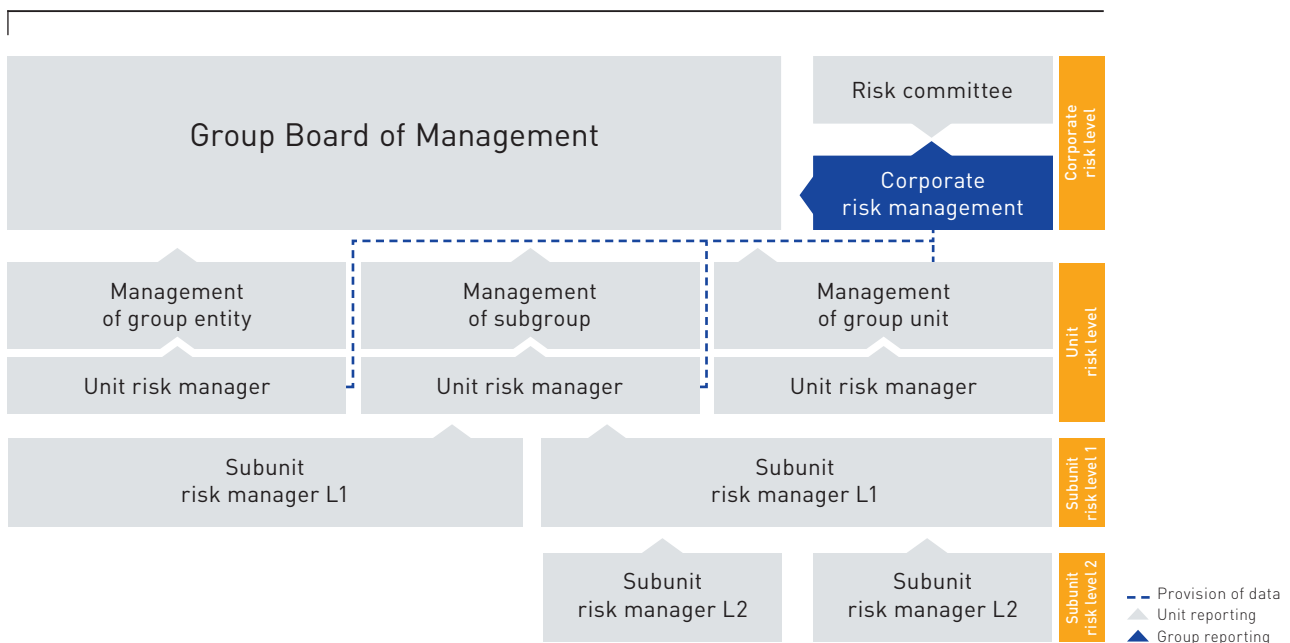 Group Board of Management
Risk committee
Corporate
risk management
Corporate
risk level
Management
of group entity
Management
of subgroup
Management
of group unit
Unit risk manager
Unit risk manager
Unit risk manager
Unit
risk level
Subunit
risk manager L1
Subunit
risk manager L1
Subunit
risk level 1
Subunit
risk manager L2
Subunit
risk manager L2
Subunit
risk level 2
Provision of data
Unit reporting
Group reporting